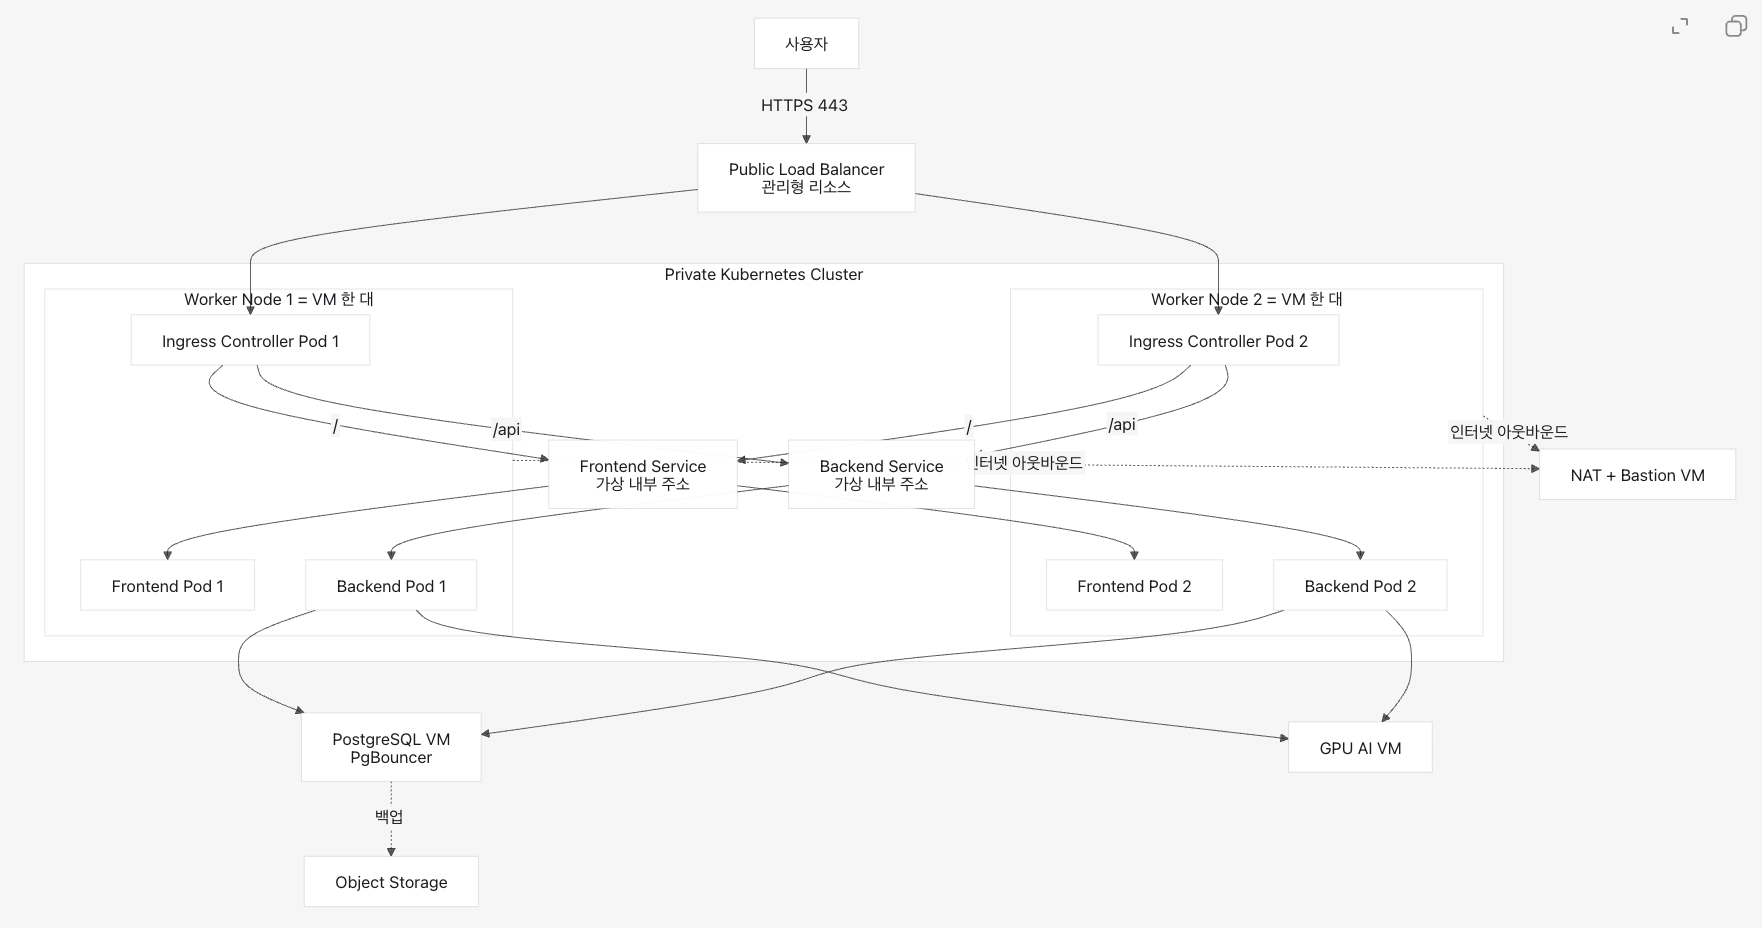 사용자
HTTPS 443
Public Load Balancer
관리형 리소스
Private Kubernetes Cluster
Worker Node 1 = VM 한 대
Worker Node 2 = VM 한 대
Ingress Controller Pod 1
Ingress Controller Pod 2
/
/api
/
/api
인터넷 아웃바운드
Frontend Service
가상 내부 주소
Backend Service
가상 내부 주소
인터넷 아웃바운드
NAT + Bastion VM
Frontend Pod 1
Backend Pod 1
Frontend Pod 2
Backend Pod 2
PostgreSQL VM
PgBouncer
GPU AI VM
백업
Object Storage